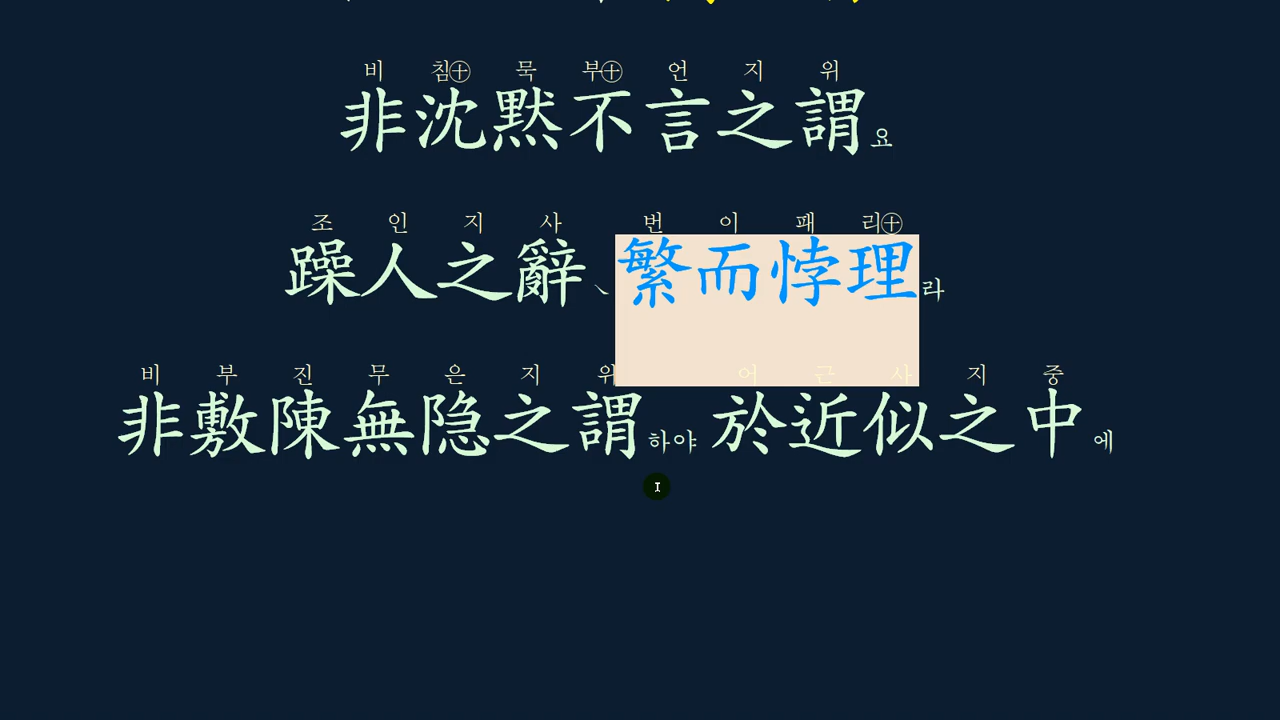 비 침㊉ 묵 부㊉ 언 지 위
非沈黙不言之謂요
조 인 지 사 번 이 패 리㊉
躁人之辭、繁而悖理라
비 부 진 무 은 지 위 어 근 사 지 중
非敷陳無隐之謂하야 於近似之中에